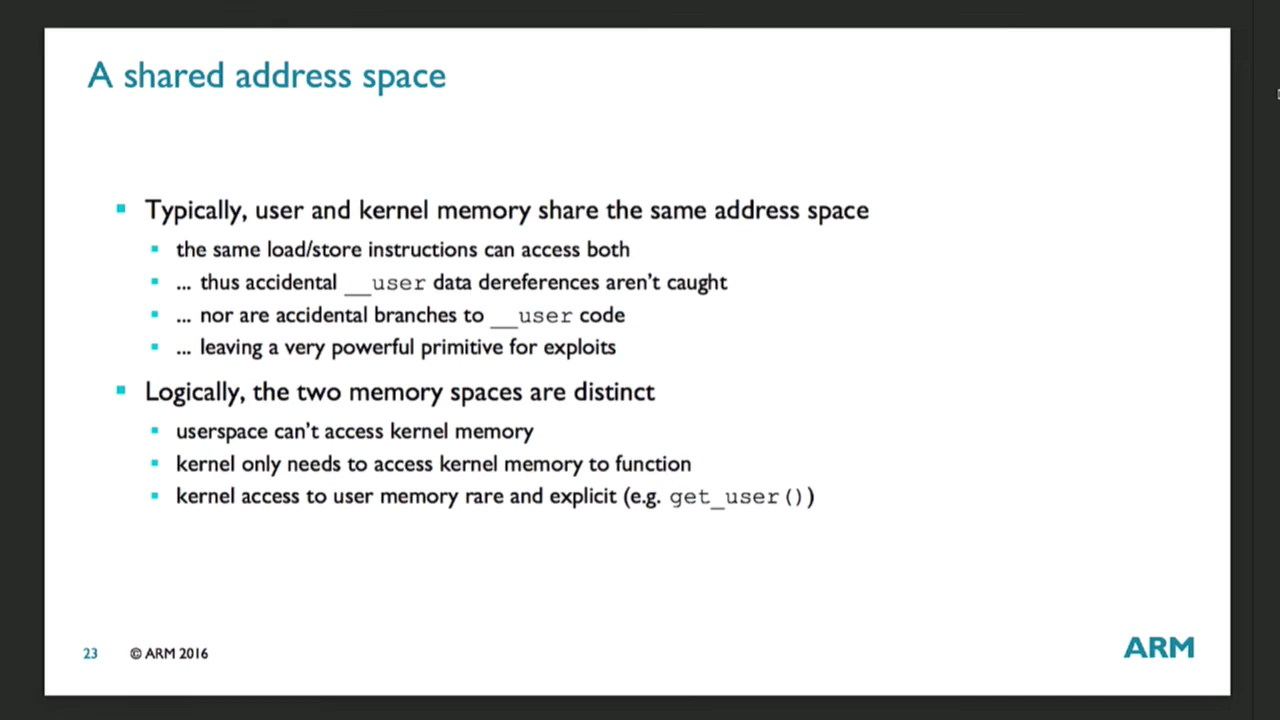 A shared address space
Typically, user and kernel memory share the same address space
the same load/store instructions can access both
... thus accidental __user data dereferences aren't caught
... nor are accidental branches to __user code
... leaving a very powerful primitive for exploits
Logically, the two memory spaces are distinct
userspace can't access kernel memory
kernel only needs to access kernel memory to function
kernel access to user memory rare and explicit (e.g. get_user())
23 © ARM 2016
ARM